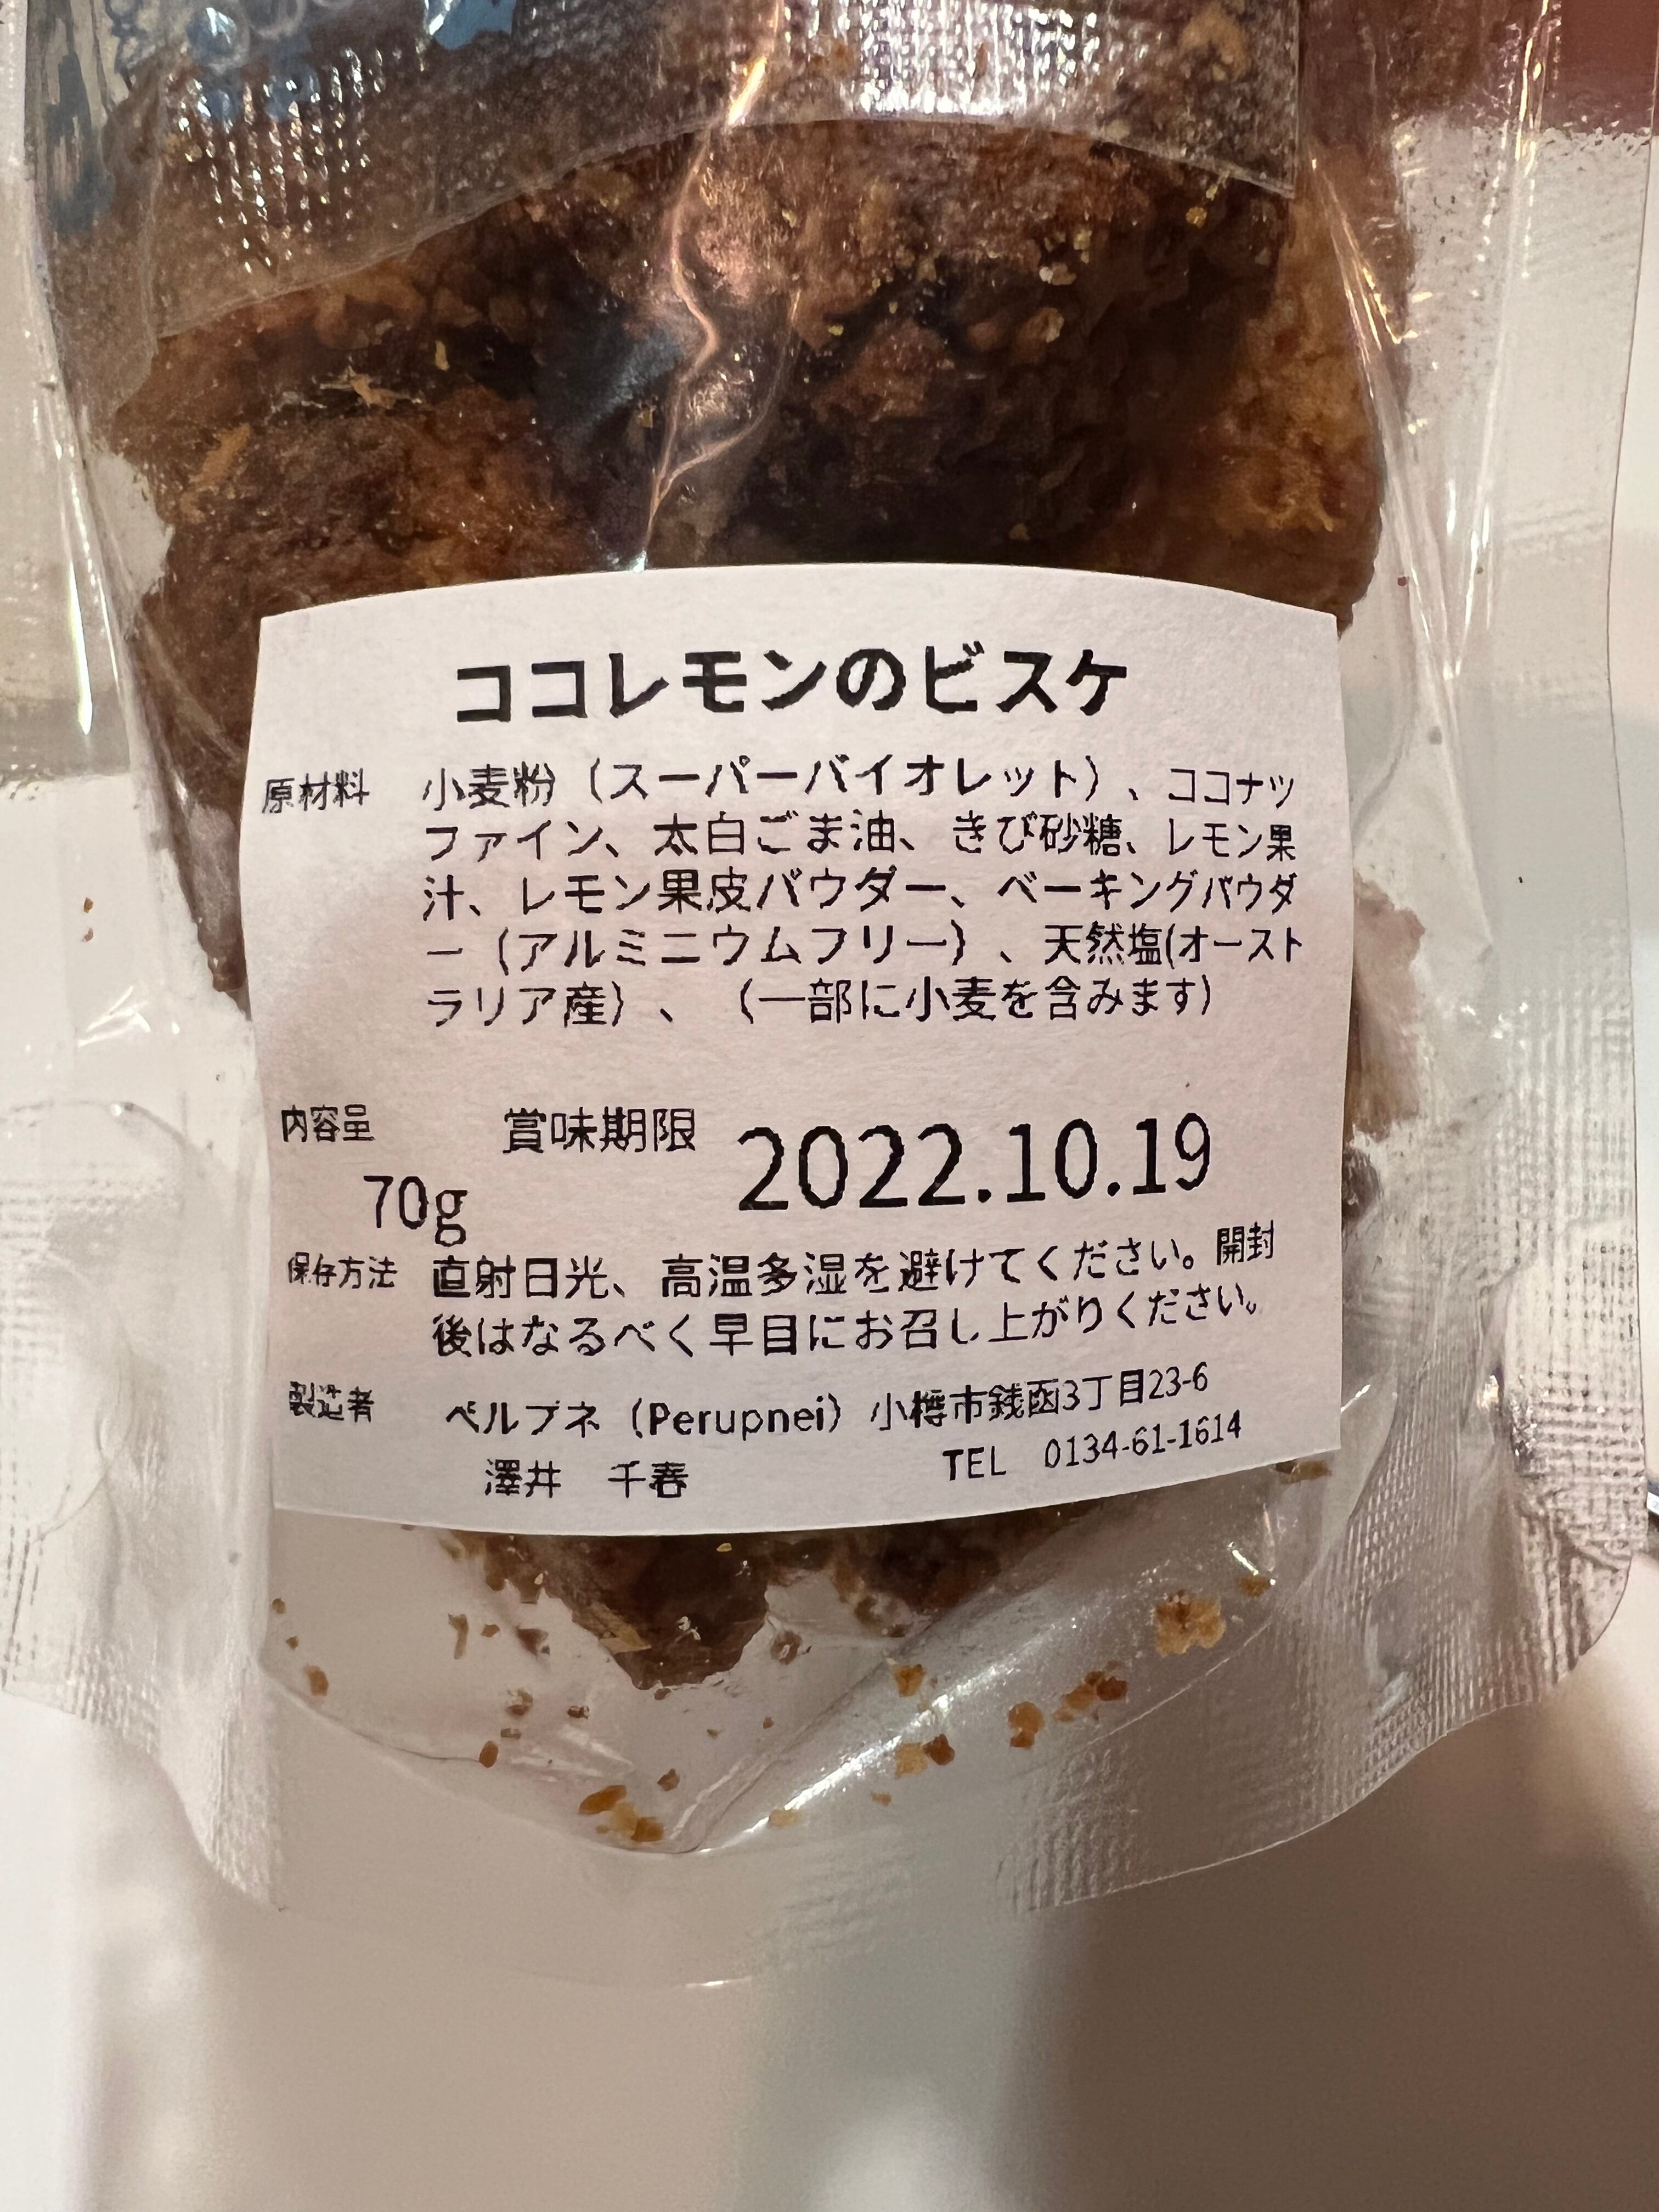 ココレモンのビスケ
原材料 小麦粉（スーパーバイオレット）、ココナツ
ファイン、太白ごま油、きび砂糖、レモン果
汁、レモン果皮パウダー、ベーキングパウダ
ー（アルミニウムフリー）、天然塩(オースト
ラリア産）、（一部に小麦を含みます）
内容量 賞味期限 2022.10.19
70g
保存方法 直射日光、高温多湿を避けてください。開封
後はなるべく早目にお召し上がりください。
製造者 ペルプネ（Perupnei）小樽市銭函3丁目23-6
澤井 千春 TEL 0134-61-1614